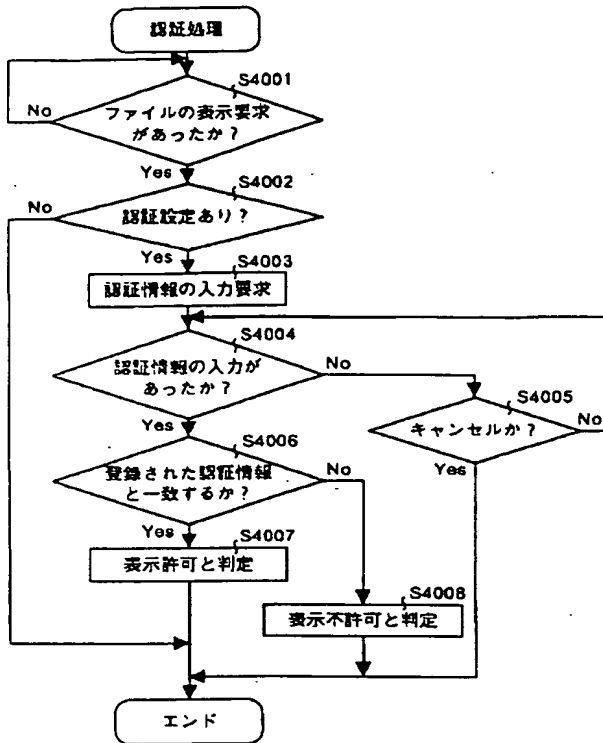 認証処理
S4001
No
ファイルの表示要求
があったか？
Yes
S4002
No
認証設定あり？
Yes
S4003
認証情報の入力要求
S4004
認証情報の入力が
あったか？
No
Yes
S4005
キャンセルか？
No
Yes
S4006
登録された認証情報
と一致するか？
No
Yes
S4007
表示許可と判定
S4008
表示不許可と判定
エンド